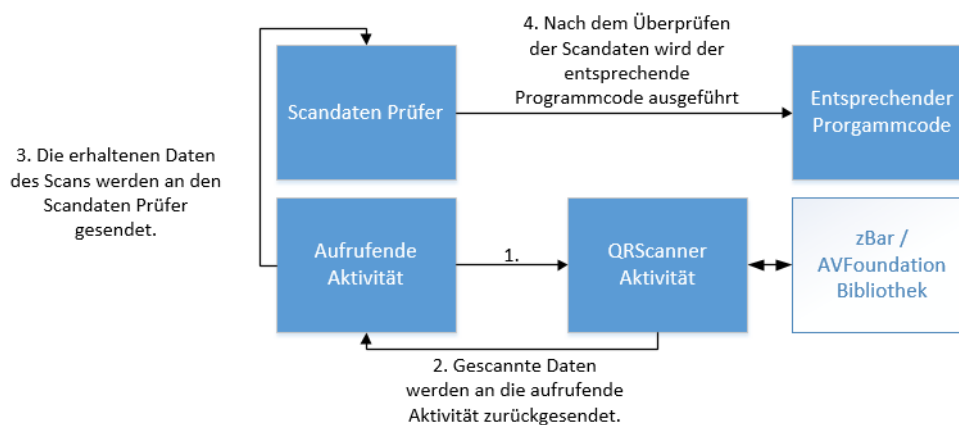 4. Nach dem Überprüfen
der Scandaten wird der
entsprechende
Programmcode ausgeführt
Scandaten Prüfer
Entsprechender
Prorgammcode
3. Die erhaltenen Daten
des Scans werden an den
Scandaten Prüfer
gesendet.
Aufrufende
Aktivität
1.
QRScanner
Aktivität
zBar /
AVFoundation
Bibliothek
2. Gescannte Daten
werden an die aufrufende
Aktivität zurückgesendet.